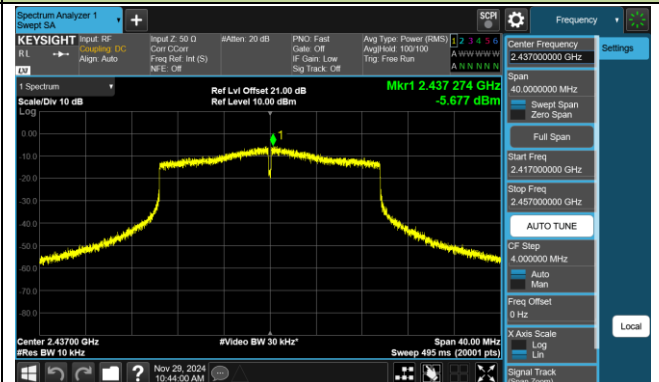 Spectrum Analyzer 1
Swept SA
SCPI
Frequency
KEYSIGHT Input: RF Input Z: 50 Ω #Atten: 20 dB PNO: Fast Avg Type: Power (RMS) 1 2 3 4 5 6
RL Coupling: DC Corr CCorr Gate: Off Avg|Hold: 100/100 A W W W W W
Align: Auto Freq Ref: Int (S) IF Gain: Low Trig: Free Run
NFE: Off Sig Track: Off A N N N N N
LXI
1 Spectrum
Ref Lvl Offset 21.00 dB Mkr1 2.437 274 GHz
Scale/Div 10 dB Ref Level 10.00 dBm -5.677 dBm
Log
0.00
1
-10.0
-20.0
-30.0
-40.0
-50.0
-60.0
-70.0
-80.0
Center 2.43700 GHz #Video BW 30 kHz* Span 40.00 MHz
#Res BW 10 kHz Sweep 495 ms (20001 pts)
Nov 29, 2024
10:44:00 AM
Center Frequency
2.437000000 GHz
Settings
Span
40.0000000 MHz
Swept Span
Zero Span
Full Span
Start Freq
2.417000000 GHz
Stop Freq
2.457000000 GHz
AUTO TUNE
CF Step
4.000000 MHz
Auto
Man
Freq Offset
0 Hz
Local
X Axis Scale
Log
Lin
Signal Track
(Span Zoom)